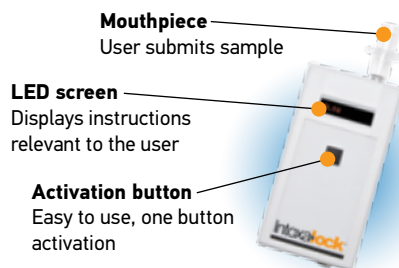 Mouthpiece
User submits sample
LED screen
Displays instructions
relevant to the user
Activation button
Easy to use, one button
activation
Intoxalock